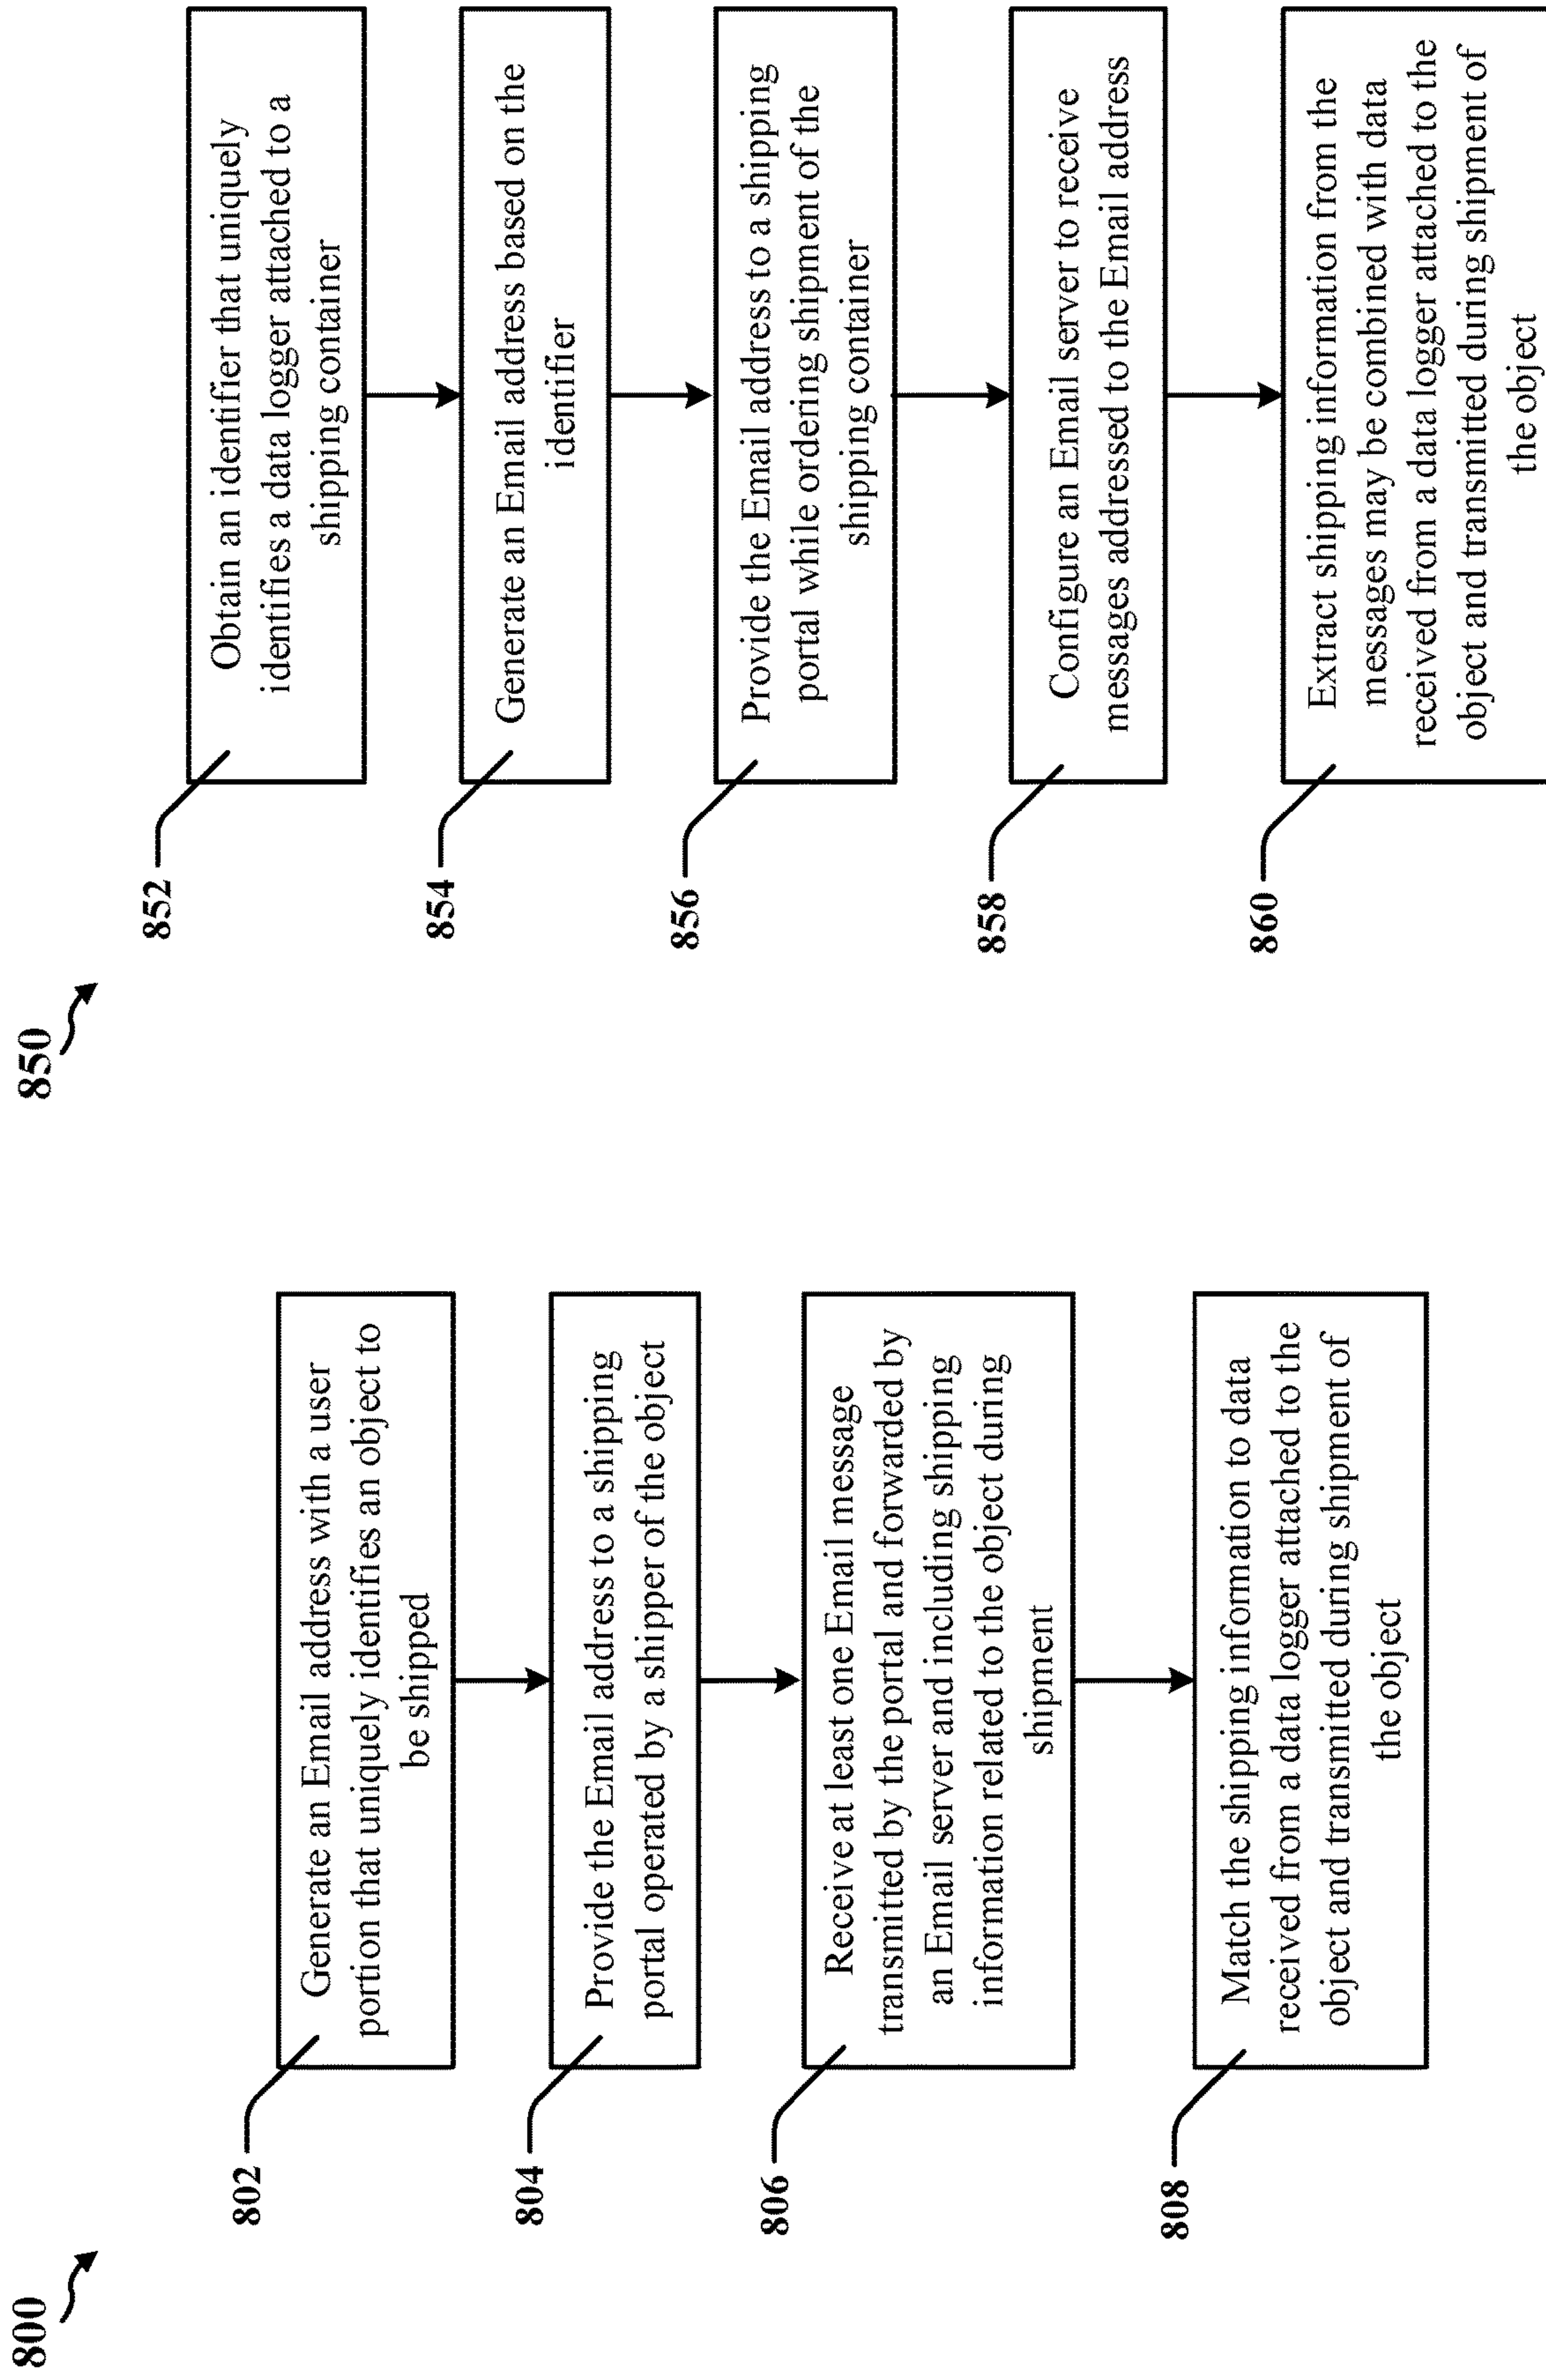 800
802
Generate an Email address with a user
portion that uniquely identifies an object to
be shipped
804
Provide the Email address to a shipping
portal operated by a shipper of the object
806
Receive at least one Email message
transmitted by the portal and forwarded by
an Email server and including shipping
information related to the object during
shipment
808
Match the shipping information to data
received from a data logger attached to the
object and transmitted during shipment of
the object
850
852
Obtain an identifier that uniquely
identifies a data logger attached to a
shipping container
854
Generate an Email address based on the
identifier
856
Provide the Email address to a shipping
portal while ordering shipment of the
shipping container
858
Configure an Email server to receive
messages addressed to the Email address
860
Extract shipping information from the
messages may be combined with data
received from a data logger attached to the
object and transmitted during shipment of
the object